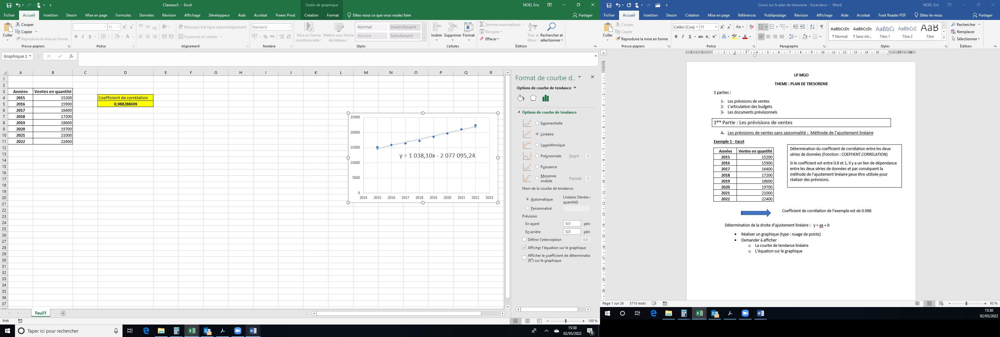 Classeur3 - Excel
Outils de graphique
NOEL Eric
Fichier Accueil Insertion Dessin Mise en page Formules Données Révision Affichage Développeur Aide Acrobat Power Pivot Création Format Dites-nous ce que vous voulez faire Partager
Coller
Couper
Copier
Reproduire la mise en forme
Presse-papiers
11
G I S
Police
Renvoyer à la ligne automatiquement
Fusionner et centrer
Alignement
Standard
% 000
Nombre
Mise en forme conditionnelle
Mettre sous forme de tableau
Normal Insatisfaisant
Neutre Satisfaisant
Styles
Insérer Supprimer Format
Cellules
Somme automatique
Recopier
Effacer
Trier et filtrer
Rechercher et sélectionner
Édition
Graphique 1
fx
A B C D E F G H I J K L M N O P Q R
1
2
3 Années Ventes en quantité
4 2015 15200 Coefficient de corrélation
5 2016 15900 0,988288699
6 2017 16400
7 2018 17200
8 2019 18600
9 2020 19700
10 2021 21000
11 2022 22400
12
13
14
15
16
17
18
19
20
21
22
23
24
25
26
27
28
29
30
31
32
33
34
35
36
37
25000
20000
15000
10000
5000
0
2014 2015 2016 2017 2018 2019 2020 2021 2022 2023
y = 1 038,10x - 2 077 095,24
Format de courbe d..
Options de courbe de tendance
Options de courbe de tendance
Exponentielle
Linéaire
Logarithmique
Polynomiale Degré 2
Puissance
Moyenne mobile Période 2
Nom de la courbe de tendance
Automatique Linéaire (Ventes quantité)
Personnalisé
Prévision
En avant 0,0 péri
En arrière 0,0 péri
Définir l'interception 0,0
Afficher l'équation sur le graphique
Afficher le coefficient de déterminatio
(R²) sur le graphique
Feuil1
Prêt
100 %
Taper ici pour rechercher
15:30
02/05/2022
8
Cours sur le plan de trésorerie - Excel.docx - Word
NOEL Eric
Fichier Accueil Insertion Dessin Création Mise en page Références Publipostage Révision Affichage Aide Acrobat Foxit Reader PDF Dites-le-nous Partager
Coller
Couper
Copier
Reproduire la mise en forme
Presse-papiers
Calibri (Corp 11
G I S abc x₂ x²
Police
Paragraphe
AaBbCcDc AaBbCcDc AaBbCc AaBbCcD AaB
¶ Normal ¶ Sans int... Titre 1 Titre 2 Titre
Styles
Rechercher
Remplacer
Sélectionner
Édition
LP MGO
THEME : PLAN DE TRESORERIE
3 parties :
1- Les prévisions de ventes
2- L'articulation des budgets
3- Les documents prévisionnels
1ère Partie : Les prévisions de ventes
A. Les prévisions de ventes sans saisonnalité : Méthode de l'ajustement linéaire
Exemple 1 - Excel
Années Ventes en quantité
2015 15200
2016 15900
2017 16400
2018 17200
2019 18600
2020 19700
2021 21000
2022 22400
Détermination du coefficient de corrélation entre les deux
séries de données (Fonction : COEFFIENT.CORRELATION)
Si le coefficient est entre 0.8 et 1, il y a un lien de dépendance
entre les deux séries de données et par conséquent la
méthode de l'ajustement linéaire peux être utilisée pour
réaliser des prévisions.
Coefficient de corrélation de l'exemple est de 0.988
Détermination de la droite d'ajustement linéaire : y = ax + b
• Réaliser un graphique (type : nuage de points)
• Demander à afficher
o La courbe de tendance linéaire
o L'équation sur le graphique
Page 1 sur 26 5710 mots
93 %
15:30
02/05/2022